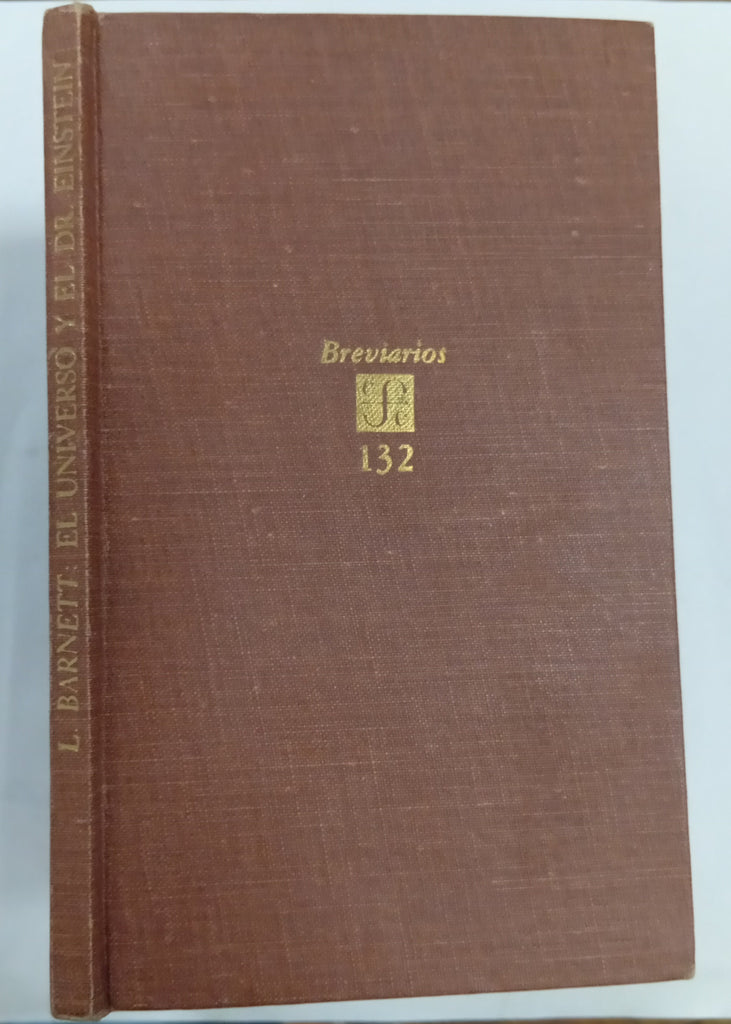 L. BARNETT: EL UNIVERSO Y EL DR. EINSTEIN
Breviarios
132